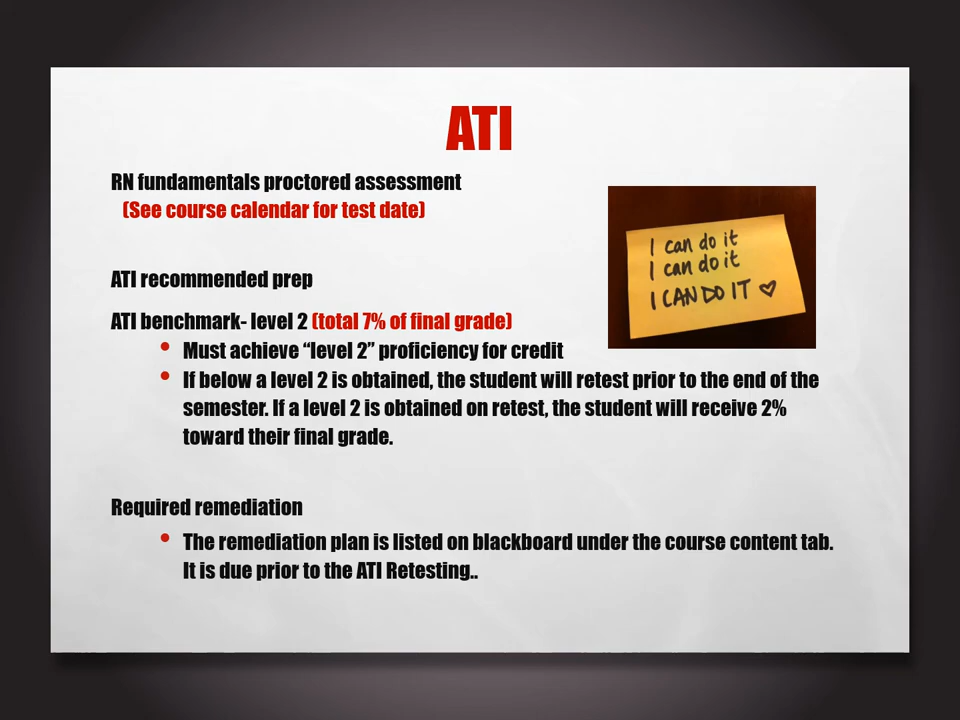 ATI
RN fundamentals proctored assessment
(See course calendar for test date)
I can do it
I can do it
I CAN DO IT
ATI recommended prep
ATI benchmark- level 2 (total 7% of final grade)
• Must achieve “level 2” proficiency for credit
• If below a level 2 is obtained, the student will retest prior to the end of the
semester. If a level 2 is obtained on retest, the student will receive 2%
toward their final grade.
Required remediation
• The remediation plan is listed on blackboard under the course content tab.
It is due prior to the ATI Retesting..